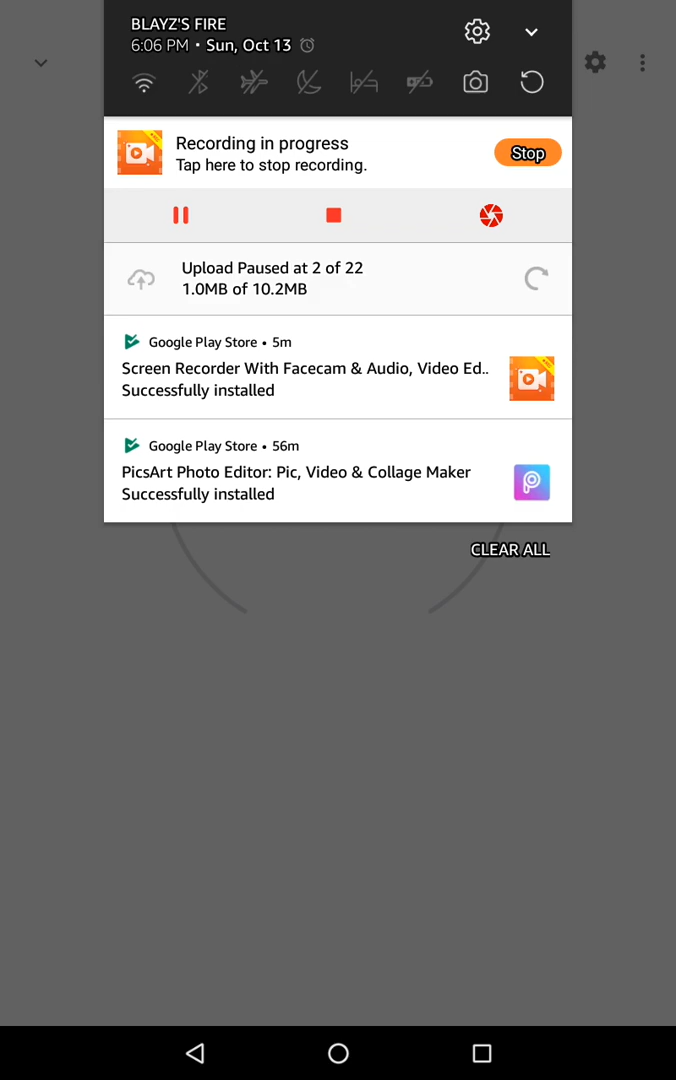 BLAYZ'S FIRE
6:06 PM • Sun, Oct 13
Recording in progress
Tap here to stop recording.
Stop
Upload Paused at 2 of 22
1.0MB of 10.2MB
Google Play Store • 5m
Screen Recorder With Facecam & Audio, Video Ed..
Successfully installed
Google Play Store • 56m
PicsArt Photo Editor: Pic, Video & Collage Maker
Successfully installed
CLEAR ALL